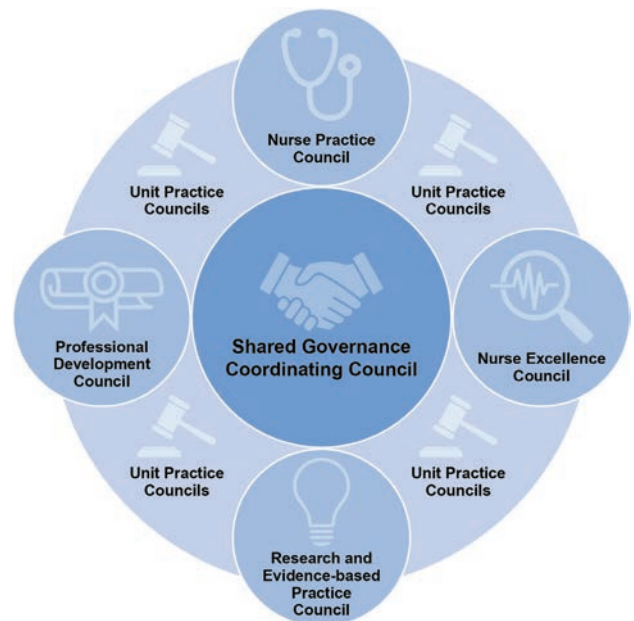 Nurse Practice
Council
Unit Practice
Councils
Unit Practice
Councils
Professional
Development
Council
Shared Governance
Coordinating Council
Nurse Excellence
Council
Unit Practice
Councils
Unit Practice
Councils
Research and
Evidence-based
Practice
Council